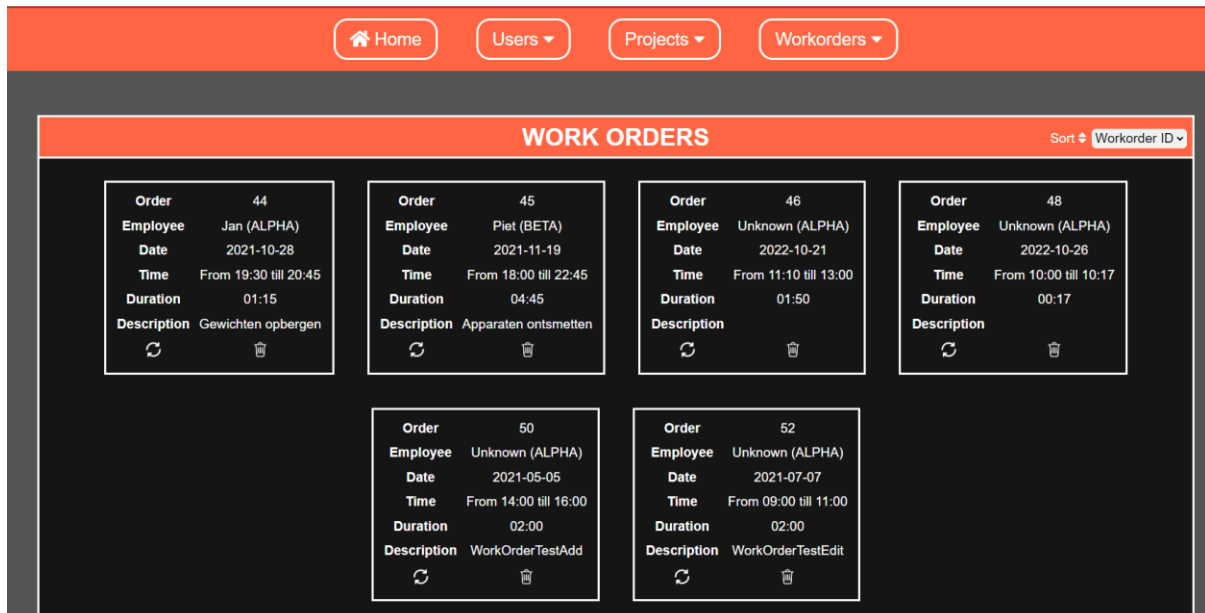 Home Users Projects Workorders
WORK ORDERS
Sort Workorder ID
Order 44
Employee Jan (ALPHA)
Date 2021-10-28
Time From 19:30 till 20:45
Duration 01:15
Description Gewichten opbergen
Order 45
Employee Piet (BETA)
Date 2021-11-19
Time From 18:00 till 22:45
Duration 04:45
Description Apparaten ontsmetten
Order 46
Employee Unknown (ALPHA)
Date 2022-10-21
Time From 11:10 till 13:00
Duration 01:50
Description
Order 48
Employee Unknown (ALPHA)
Date 2022-10-26
Time From 10:00 till 10:17
Duration 00:17
Description
Order 50
Employee Unknown (ALPHA)
Date 2021-05-05
Time From 14:00 till 16:00
Duration 02:00
Description WorkOrderTestAdd
Order 52
Employee Unknown (ALPHA)
Date 2021-07-07
Time From 09:00 till 11:00
Duration 02:00
Description WorkOrderTestEdit